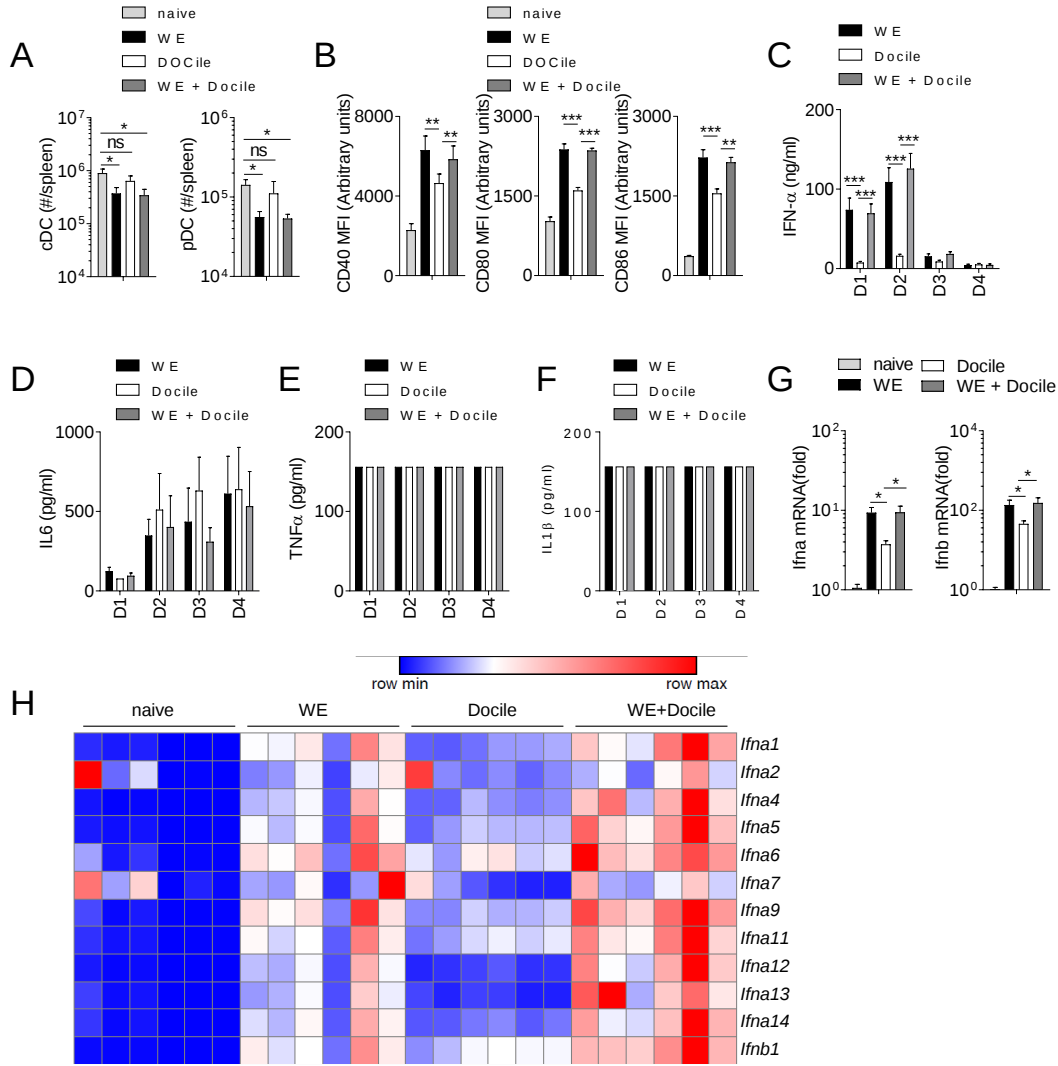 A
naive
WE
DOCile
WE + Docile
cDC (#/spleen)
10^7
10^6
10^5
10^4
*
ns
*
pDC (#/spleen)
10^6
10^5
10^4
*
ns
*
B
naive
WE
DOCile
WE + Docile
CD40 MFI (Arbitrary units)
8000
4000
0
**
**
CD80 MFI (Arbitrary units)
3000
1500
0
***
***
CD86 MFI (Arbitrary units)
3000
1500
0
***
**
C
WE
Docile
WE + Docile
IFN-α (ng/ml)
200
100
0
***
***
***
***
D1
D2
D3
D4
D
WE
Docile
WE + Docile
IL6 (pg/ml)
1000
500
0
D1
D2
D3
D4
E
WE
Docile
WE + Docile
TNFα (pg/ml)
200
100
0
D1
D2
D3
D4
F
WE
Docile
WE + Docile
IL1β (pg/ml)
200
100
0
D1
D2
D3
D4
G
naive
Docile
WE
WE + Docile
Ifna mRNA(fold)
10^2
10^1
10^0
*
*
Ifnb mRNA(fold)
10^4
10^2
10^0
*
*
row min
row max
H
naive
WE
Docile
WE+Docile
Ifna1
Ifna2
Ifna4
Ifna5
Ifna6
Ifna7
Ifna9
Ifna11
Ifna12
Ifna13
Ifna14
Ifnb1